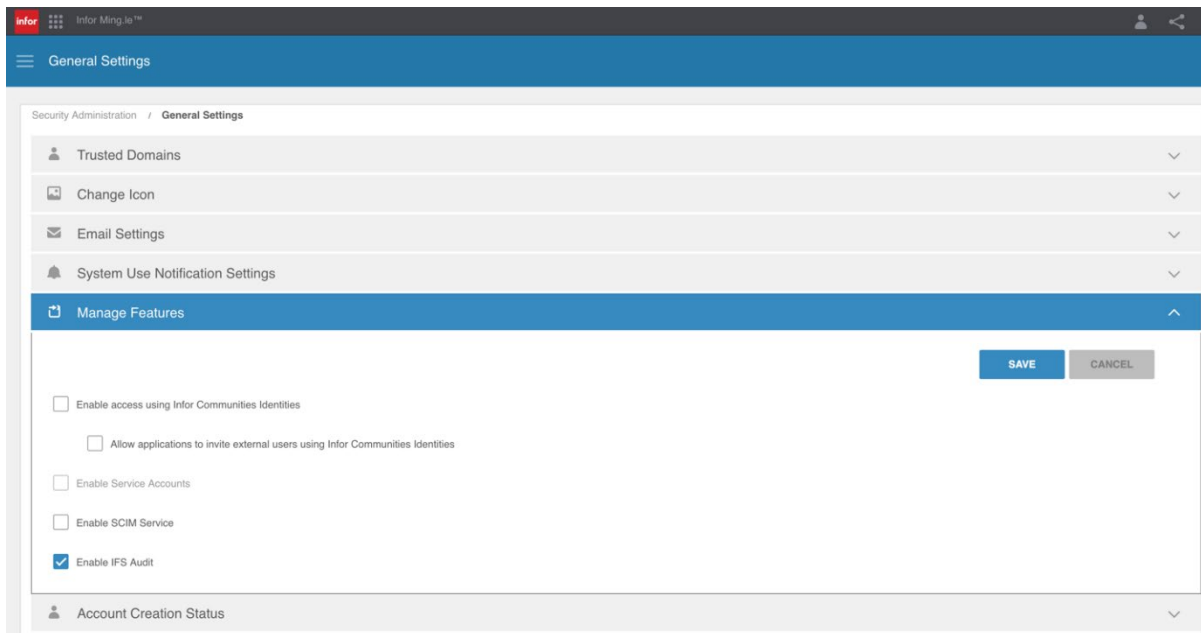 infor Infor Ming.le™
General Settings
Security Administration / General Settings
Trusted Domains
Change Icon
Email Settings
System Use Notification Settings
Manage Features
SAVE CANCEL
Enable access using Infor Communities Identities
Allow applications to invite external users using Infor Communities Identities
Enable Service Accounts
Enable SCIM Service
Enable IFS Audit
Account Creation Status